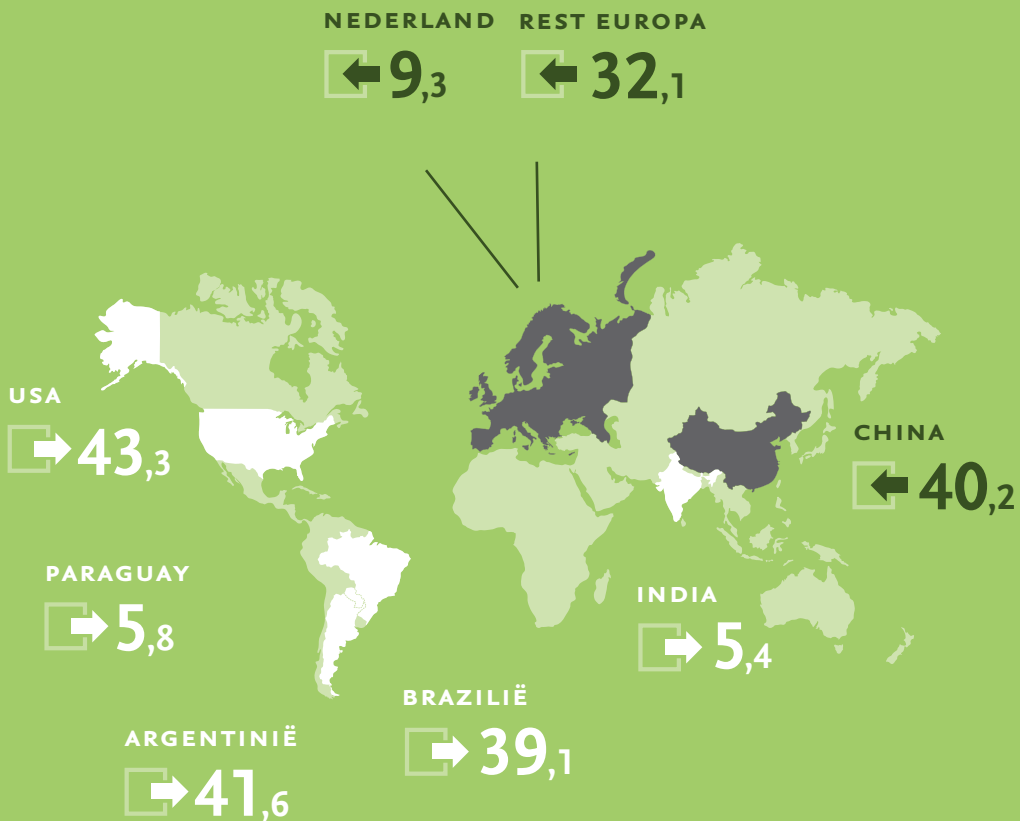 NEDERLAND
9,3
REST EUROPA
32,1
USA
43,3
CHINA
40,2
PARAGUAY
5,8
INDIA
5,4
BRAZILIË
39,1
ARGENTINIË
41,6